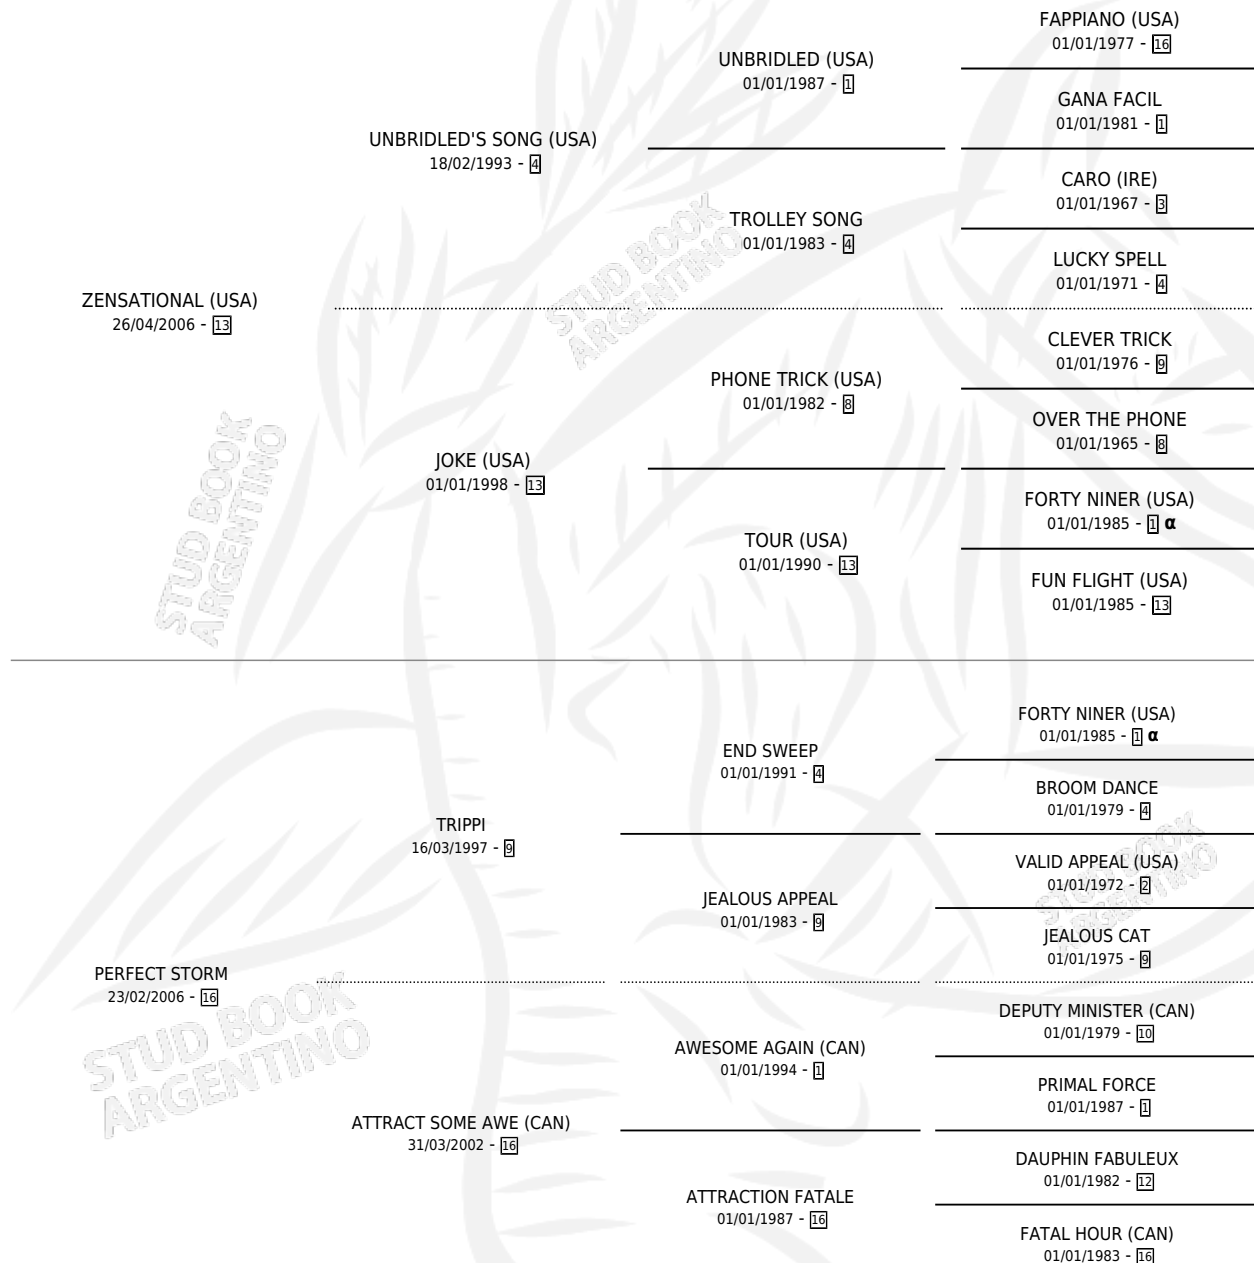 FAPPIANO (USA)
01/01/1977 - 16
UNBRIDLED (USA)
01/01/1987 - 1
GANA FACIL
01/01/1981 - 1
UNBRIDLED'S SONG (USA)
18/02/1993 - 4
CARO (IRE)
01/01/1967 - 3
TROLLEY SONG
01/01/1983 - 4
LUCKY SPELL
01/01/1971 - 4
STUD BOOK
ARGENTINO
ZENSATIONAL (USA)
26/04/2006 - 13
CLEVER TRICK
01/01/1976 - 9
PHONE TRICK (USA)
01/01/1982 - 8
OVER THE PHONE
01/01/1965 - 8
JOKE (USA)
01/01/1998 - 13
FORTY NINER (USA)
01/01/1985 - 1 α
TOUR (USA)
01/01/1990 - 13
FUN FLIGHT (USA)
01/01/1985 - 13
STUD BOOK
ARGENTINO
FORTY NINER (USA)
01/01/1985 - 1 α
END SWEEP
01/01/1991 - 4
BROOM DANCE
01/01/1979 - 4
TRIPPI
16/03/1997 - 9
VALID APPEAL (USA)
01/01/1972 - 2
JEALOUS APPEAL
01/01/1983 - 9
JEALOUS CAT
01/01/1975 - 9
STUD BOOK
ARGENTINO
PERFECT STORM
23/02/2006 - 16
DEPUTY MINISTER (CAN)
01/01/1979 - 10
AWESOME AGAIN (CAN)
01/01/1994 - 1
PRIMAL FORCE
01/01/1987 - 1
STUD BOOK
ARGENTINO
ATTRACT SOME AWE (CAN)
31/03/2002 - 16
DAUPHIN FABULEUX
01/01/1982 - 12
ATTRACTION FATALE
01/01/1987 - 16
FATAL HOUR (CAN)
01/01/1983 - 16